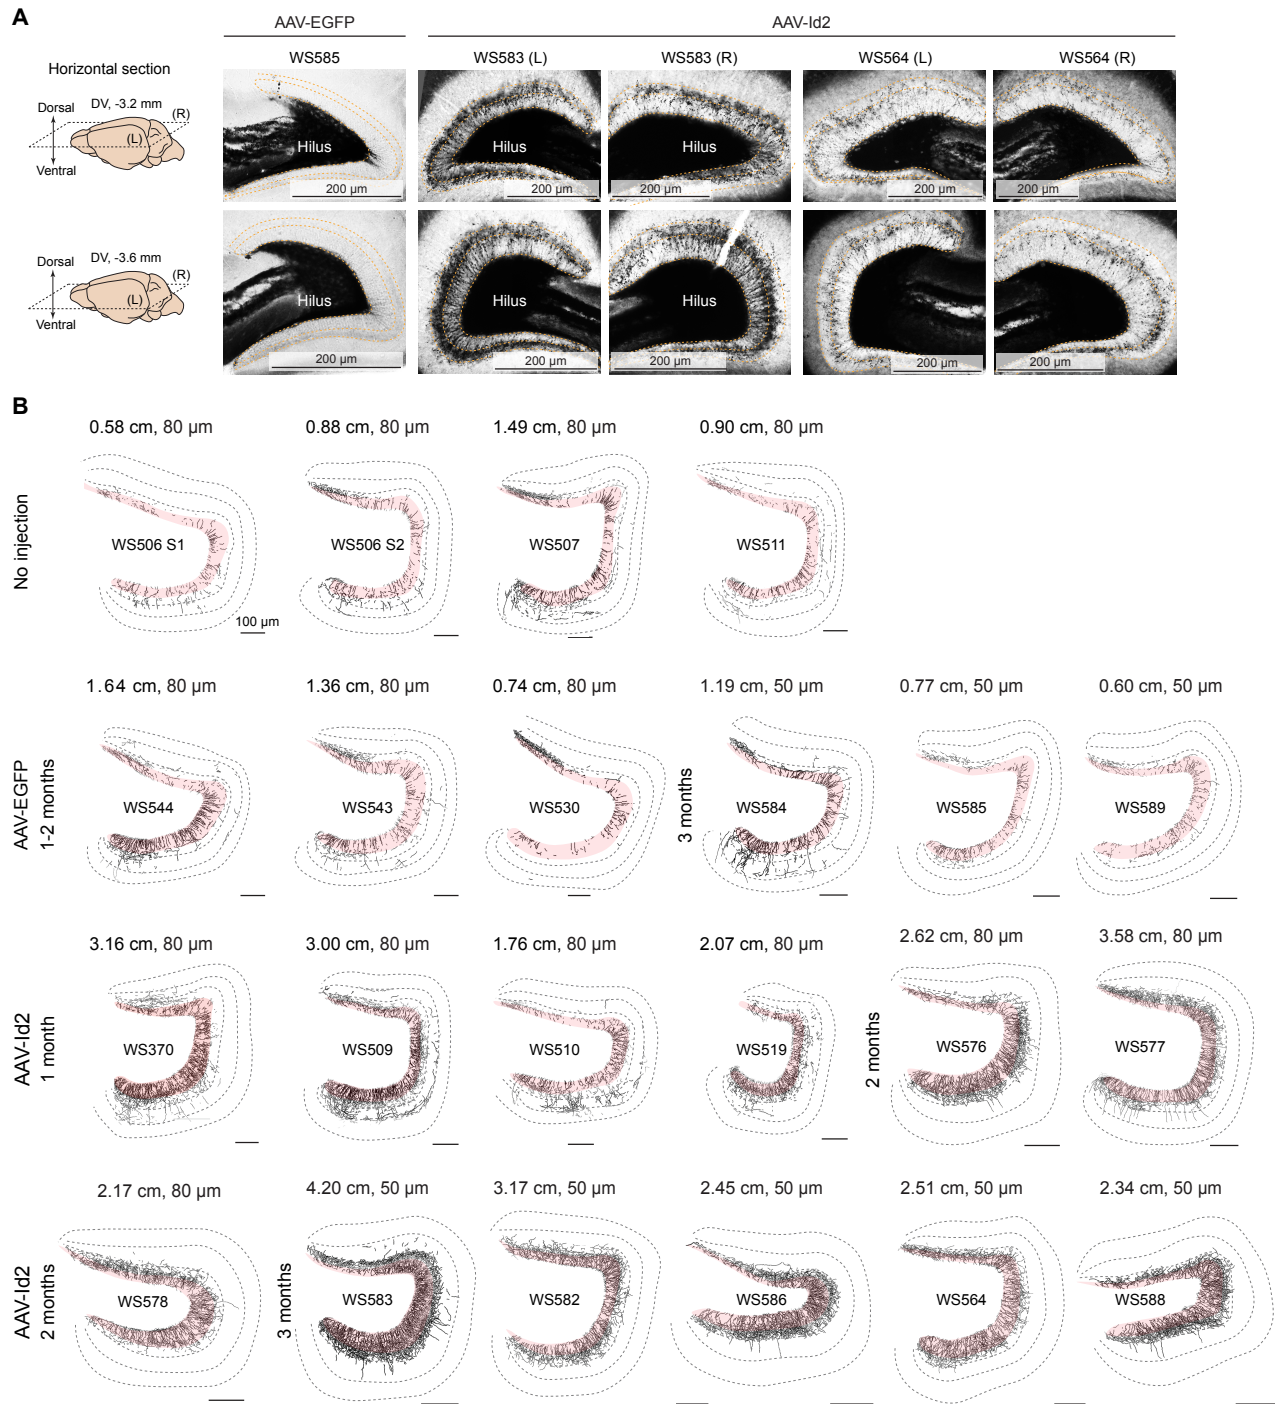 A
AAV-EGFP
AAV-Id2
WS585
WS583 (L)
WS583 (R)
WS564 (L)
WS564 (R)
Horizontal section
Dorsal
DV, -3.2 mm
(R)
(L)
Ventral
Hilus
Hilus
Hilus
200 µm
200 µm
200 µm
200 µm
200 µm
Dorsal
DV, -3.6 mm
(R)
(L)
Ventral
Hilus
Hilus
Hilus
200 µm
200 µm
200 µm
200 µm
200 µm
B
No injection
0.58 cm, 80 µm
0.88 cm, 80 µm
1.49 cm, 80 µm
0.90 cm, 80 µm
WS506 S1
WS506 S2
WS507
WS511
100 µm
AAV-EGFP
1-2 months
1.64 cm, 80 µm
1.36 cm, 80 µm
0.74 cm, 80 µm
1.19 cm, 50 µm
0.77 cm, 50 µm
0.60 cm, 50 µm
3 months
WS544
WS543
WS530
WS584
WS585
WS589
AAV-Id2
1 month
3.16 cm, 80 µm
3.00 cm, 80 µm
1.76 cm, 80 µm
2.07 cm, 80 µm
2.62 cm, 80 µm
3.58 cm, 80 µm
2 months
WS370
WS509
WS510
WS519
WS576
WS577
AAV-Id2
2 months
2.17 cm, 80 µm
4.20 cm, 50 µm
3.17 cm, 50 µm
2.45 cm, 50 µm
2.51 cm, 50 µm
2.34 cm, 50 µm
3 months
WS578
WS583
WS582
WS586
WS564
WS588